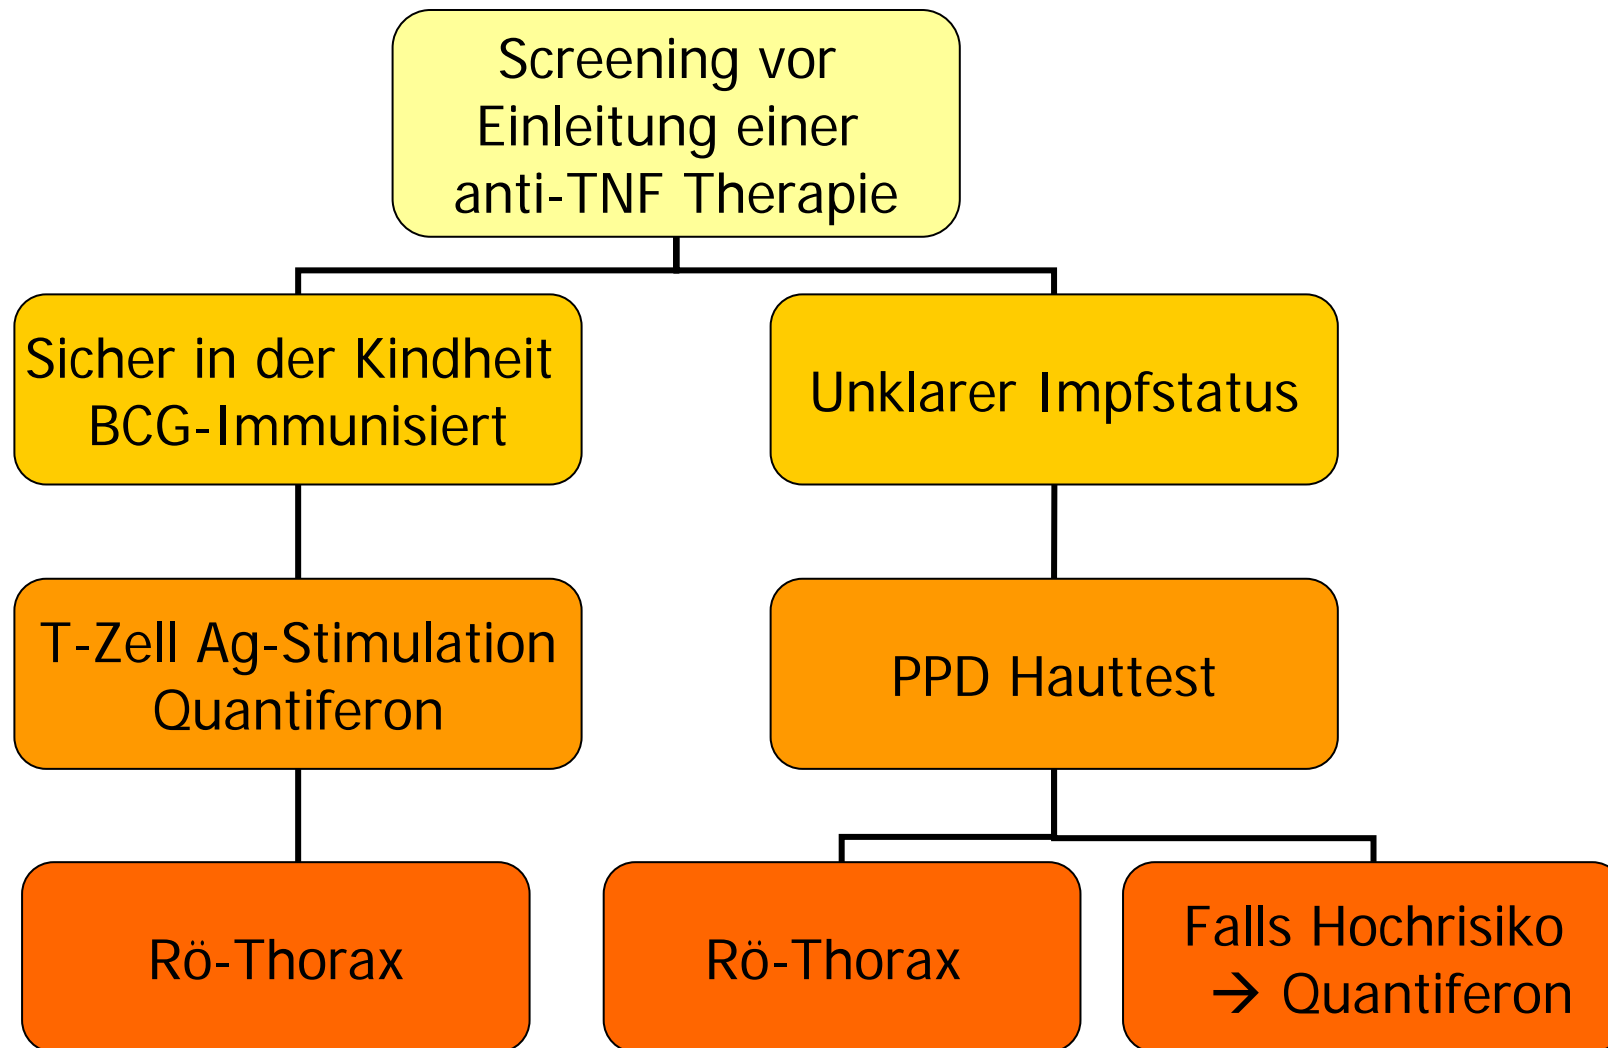 Screening vor
Einleitung einer
anti-TNF Therapie
Sicher in der Kindheit
BCG-Immunisiert
Unklarer Impfstatus
T-Zell Ag-Stimulation
Quantiferon
PPD Hauttest
Rö-Thorax
Rö-Thorax
Falls Hochrisiko
→ Quantiferon